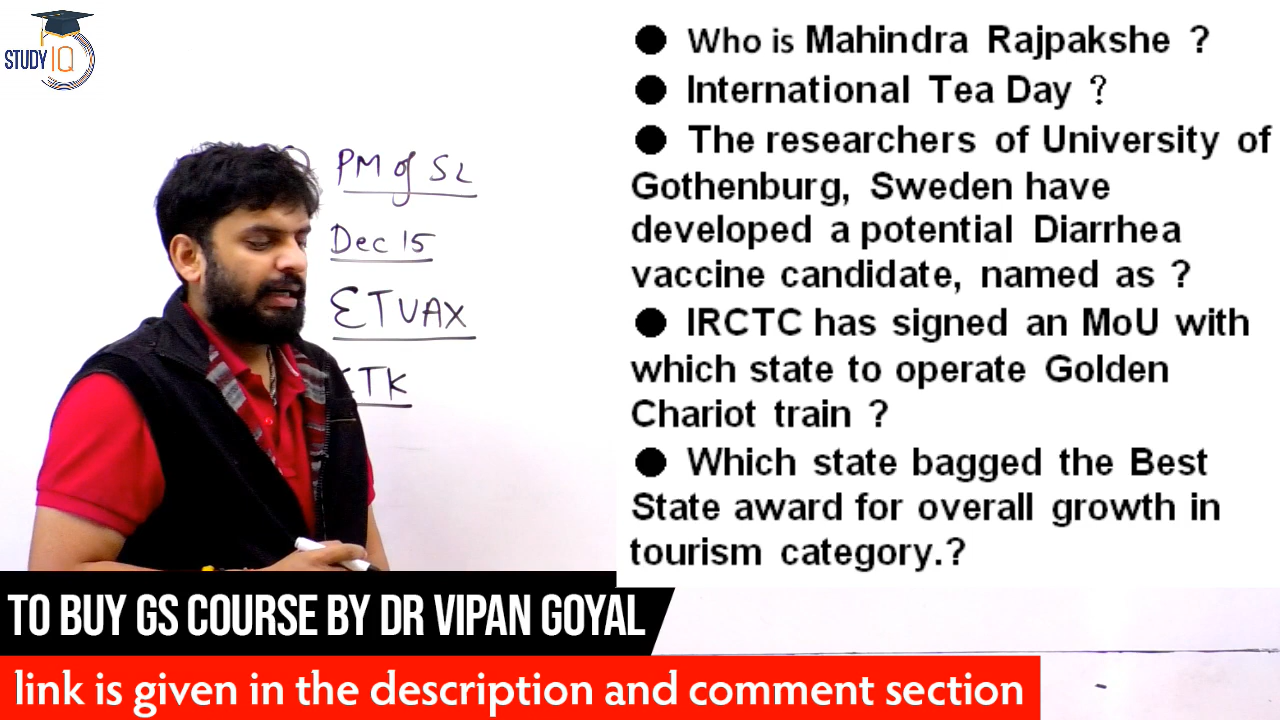 STUDY IQ
PM of SL
Dec 15
ETVAX
TK
● Who is Mahindra Rajpakshe ?
● International Tea Day ?
● The researchers of University of
Gothenburg, Sweden have
developed a potential Diarrhea
vaccine candidate, named as ?
● IRCTC has signed an MoU with
which state to operate Golden
Chariot train ?
● Which state bagged the Best
State award for overall growth in
tourism category.?
TO BUY GS COURSE BY DR VIPAN GOYAL
link is given in the description and comment section